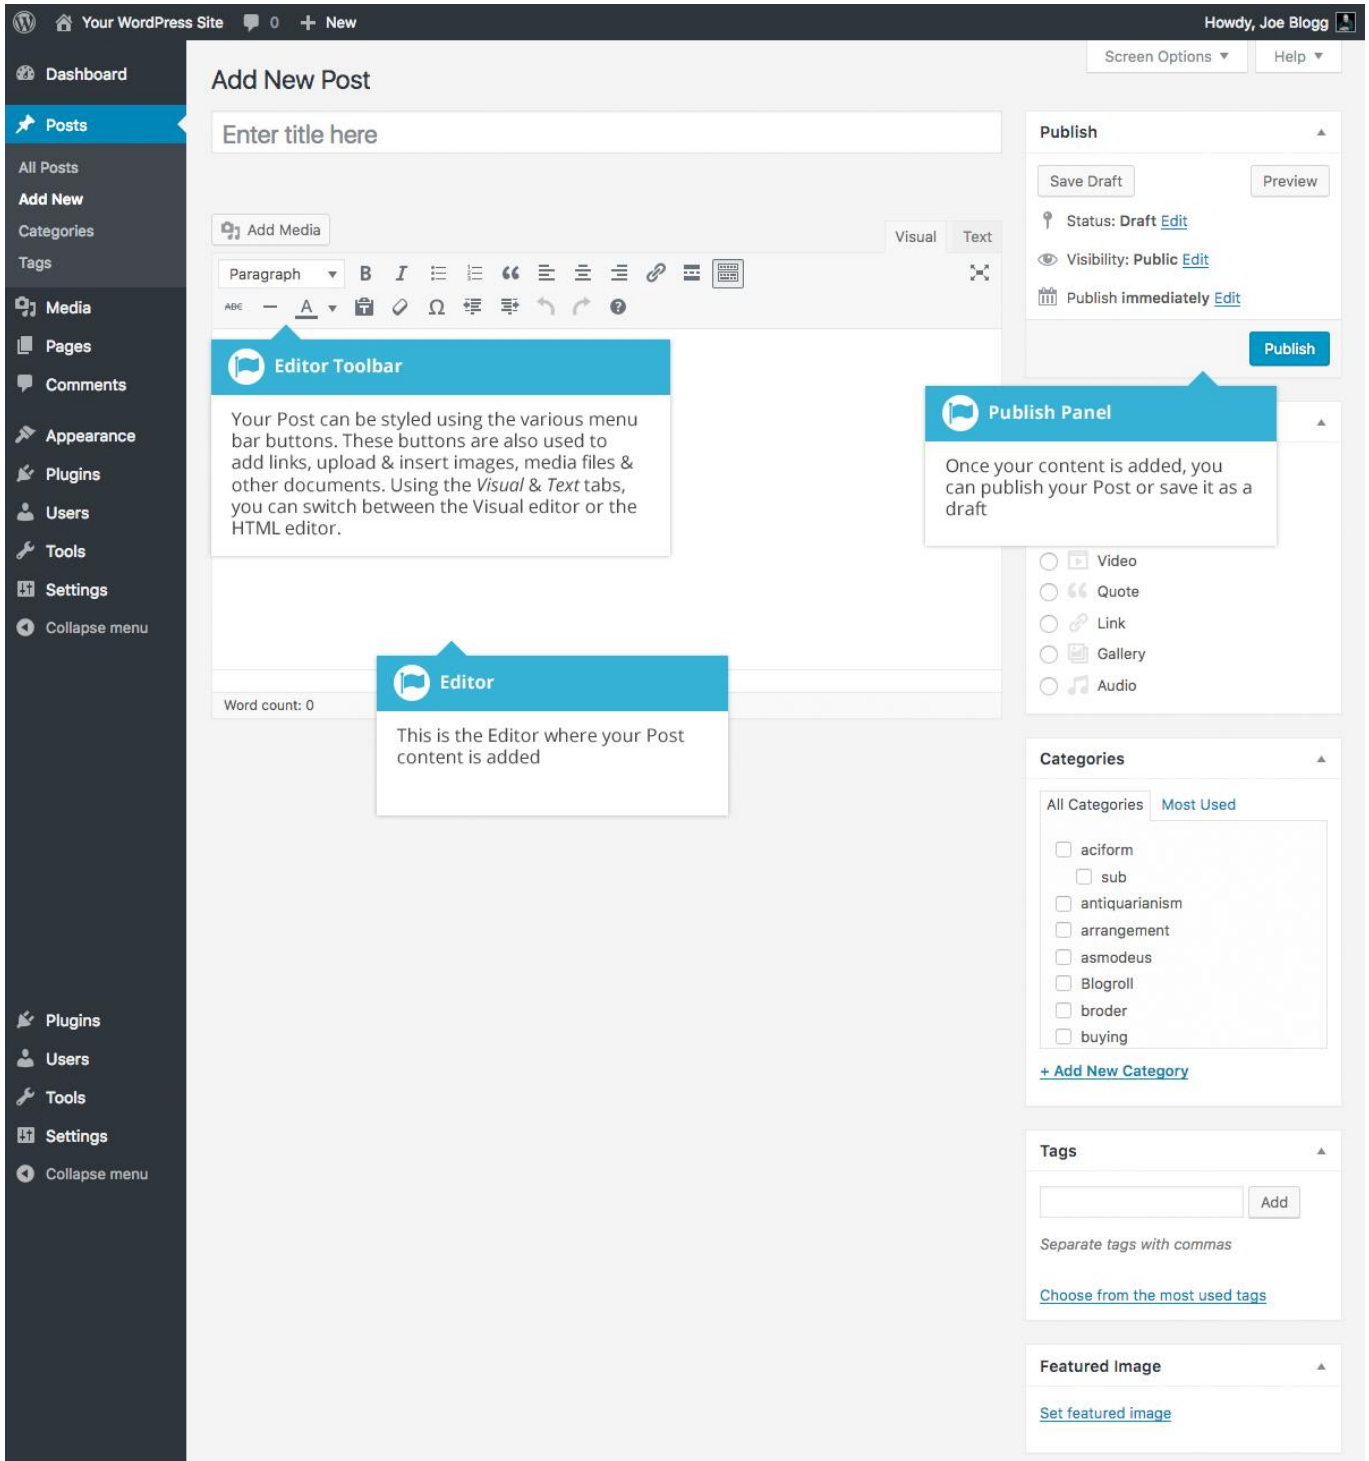 Your WordPress Site 0 + New
Howdy, Joe Blogg
Screen Options ▼
Help ▼
Dashboard
Posts
All Posts
Add New
Categories
Tags
Media
Pages
Comments
Appearance
Plugins
Users
Tools
Settings
Collapse menu
Plugins
Users
Tools
Settings
Collapse menu
Add New Post
Enter title here
Add Media
Visual Text
Paragraph ▼ B I
ABC A Ω
Editor Toolbar
Your Post can be styled using the various menu
bar buttons. These buttons are also used to
add links, upload & insert images, media files &
other documents. Using the Visual & Text tabs,
you can switch between the Visual editor or the
HTML editor.
Editor
This is the Editor where your Post
content is added
Word count: 0
Publish
Save Draft
Preview
Status: Draft Edit
Visibility: Public Edit
Publish immediately Edit
Publish
Publish Panel
Once your content is added, you
can publish your Post or save it as a
draft
Video
Quote
Link
Gallery
Audio
Categories
All Categories Most Used
aciform
sub
antiquarianism
arrangement
asmodeus
Blogroll
broder
buying
+ Add New Category
Tags
Add
Separate tags with commas
Choose from the most used tags
Featured Image
Set featured image